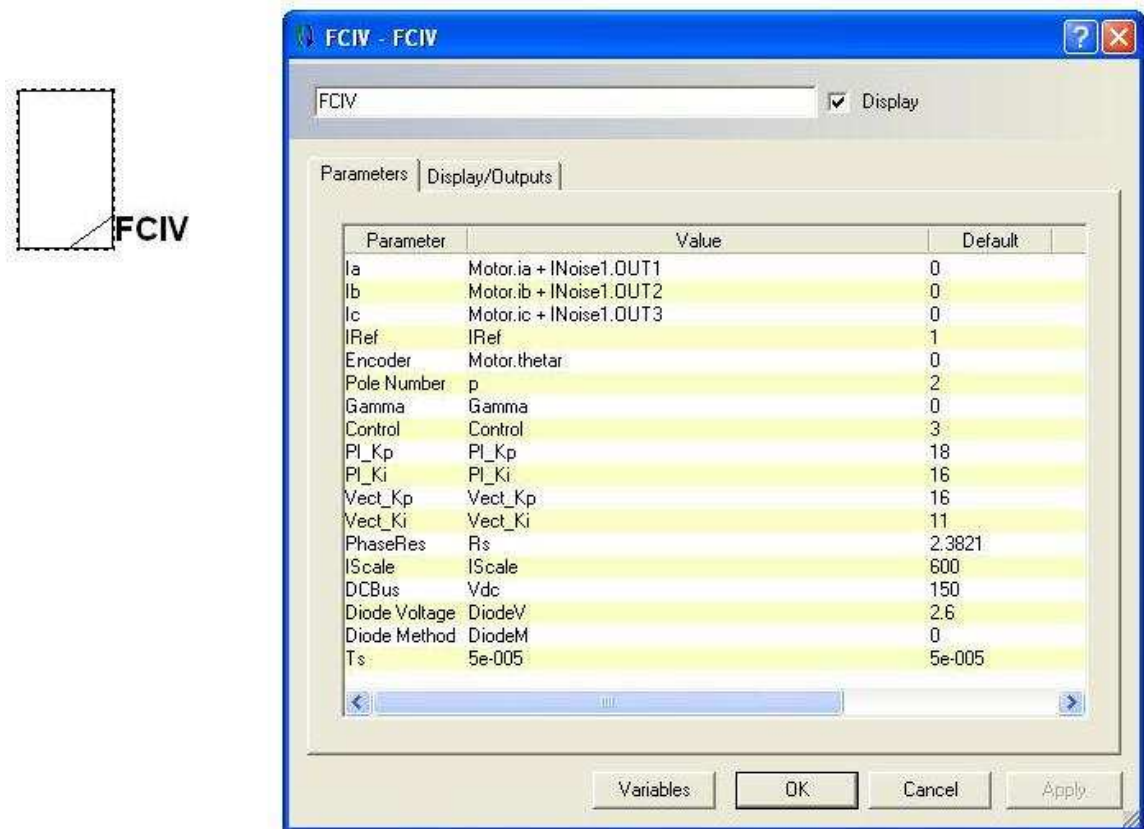 FCIV - FCIV
FCIV
Display
FCIV
Parameters Display/Outputs
Parameter Value Default
Ia Motor.ia + INoise1.OUT1 0
Ib Motor.ib + INoise1.OUT2 0
Ic Motor.ic + INoise1.OUT3 0
IRef IRef 1
Encoder Motor.thetar 0
Pole Number p 2
Gamma Gamma 0
Control Control 3
PI_Kp PI_Kp 18
PI_Ki PI_Ki 16
Vect_Kp Vect_Kp 16
Vect_Ki Vect_Ki 11
PhaseRes Rs 2.3821
IScale IScale 600
DCBus Vdc 150
Diode Voltage DiodeV 2.6
Diode Method DiodeM 0
Ts 5e-005 5e-005
Variables OK Cancel Apply